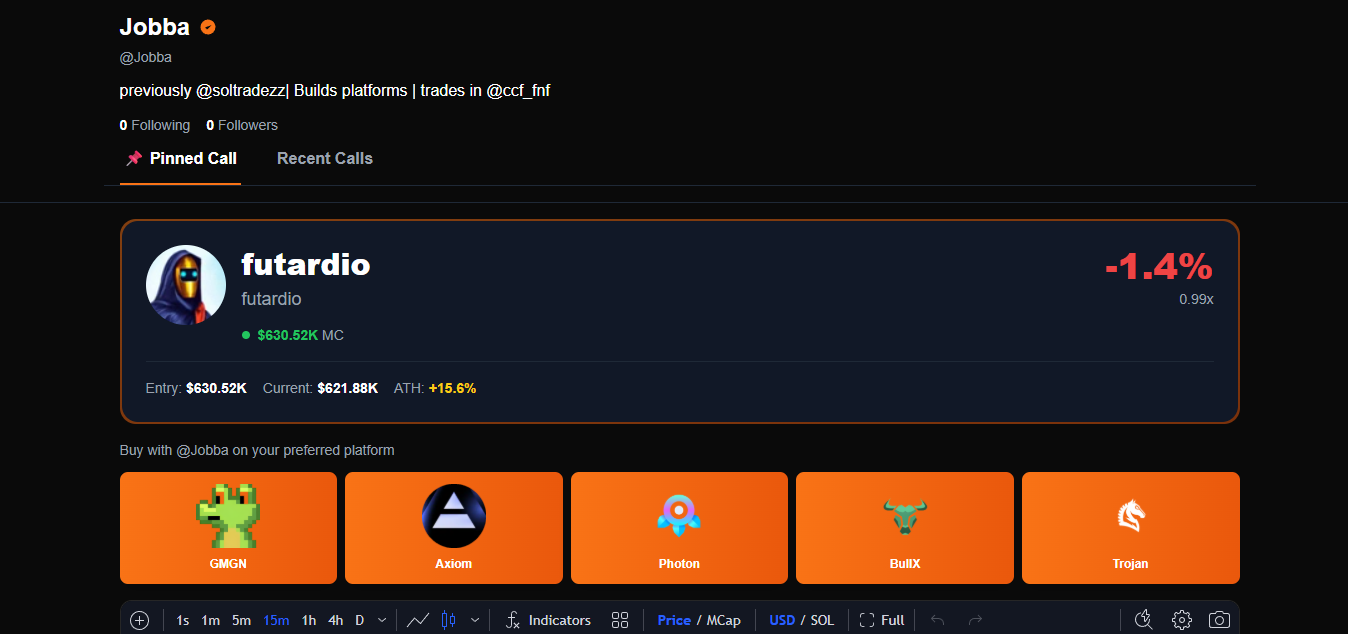 Jobba
@Jobba
previously @soltradezz| Builds platforms | trades in @ccf_fnf
0 Following 0 Followers
📌 Pinned Call Recent Calls
futardio -1.4%
futardio 0.99x
$630.52K MC
Entry: $630.52K Current: $621.88K ATH: +15.6%
Buy with @Jobba on your preferred platform
GMGN Axiom Photon BullX Trojan
1s 1m 5m 15m 1h 4h D Indicators Price / MCap USD / SOL Full